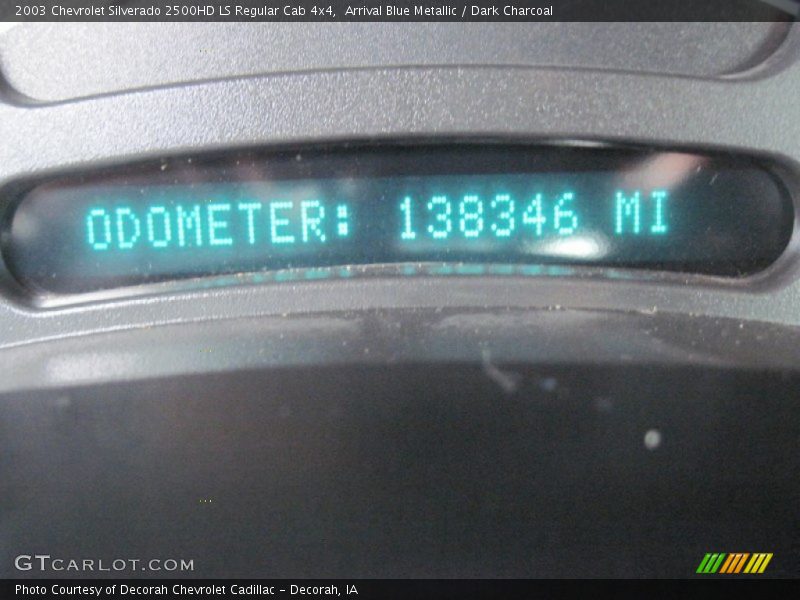 2003 Chevrolet Silverado 2500HD LS Regular Cab 4x4, Arrival Blue Metallic / Dark Charcoal
ODOMETER: 138346 MI
GTCARLOT.COM
Photo Courtesy of Decorah Chevrolet Cadillac - Decorah, IA